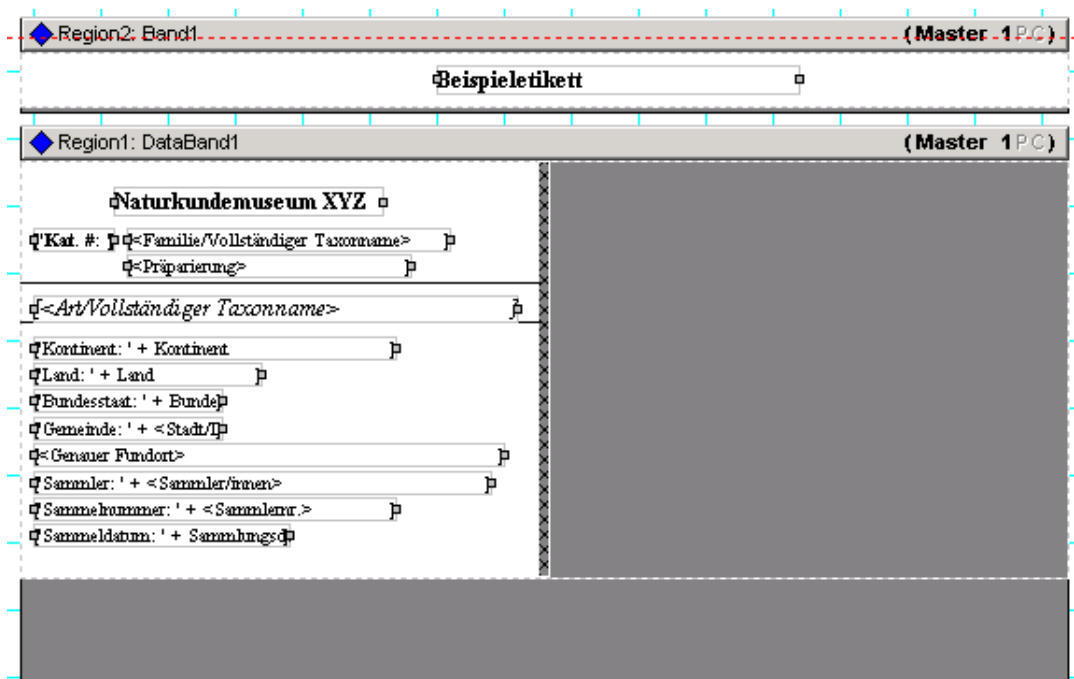 Region2: Band1 (Master 1PC)
Beispieletikett
Region1: DataBand1 (Master 1PC)
Naturkundemuseum XYZ
'Kat. #: ' <Familie/Vollständiger Taxonname>
<Präparierung>
<Art/Vollständiger Taxonname>
'Kontinent: ' + Kontinent
'Land: ' + Land
'Bundesstaat: ' + Bunde
'Gemeinde: ' + <Stadt/
<Genauer Fundort>
'Sammler: ' + <Sammler/innen>
'Sammelnummer: ' + <Sammlernr.>
'Sammeldatum: ' + Sammlungsd